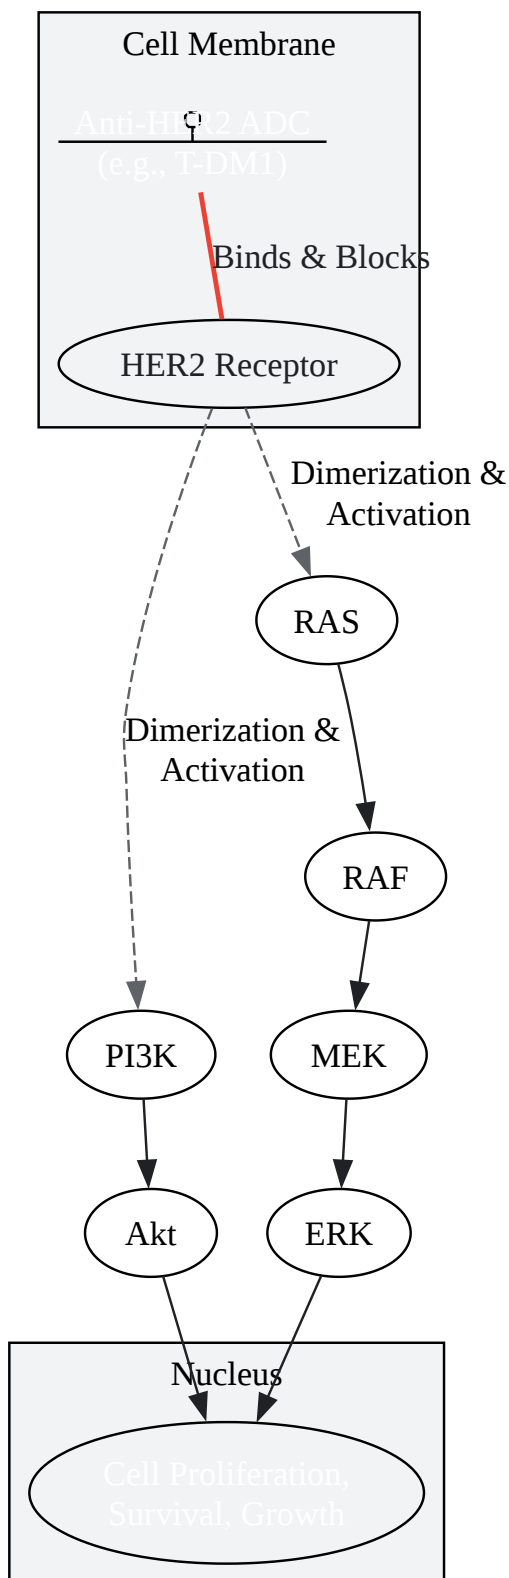 Cell Membrane
Anti-HER2 ADC
(e.g., T-DM1)
Binds & Blocks
HER2 Receptor
Dimerization &
Activation
RAS
Dimerization &
Activation
RAF
PI3K
MEK
Akt
ERK
Nucleus
Cell Proliferation,
Survival, Growth